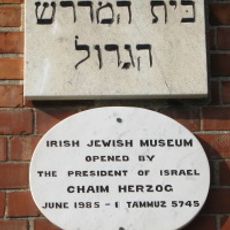 בית המדרש
הגדול
IRISH JEWISH MUSEUM
OPENED BY
THE PRESIDENT OF ISRAEL
CHAIM HERZOG
JUNE 1985 - 1 TAMMUZ 5745